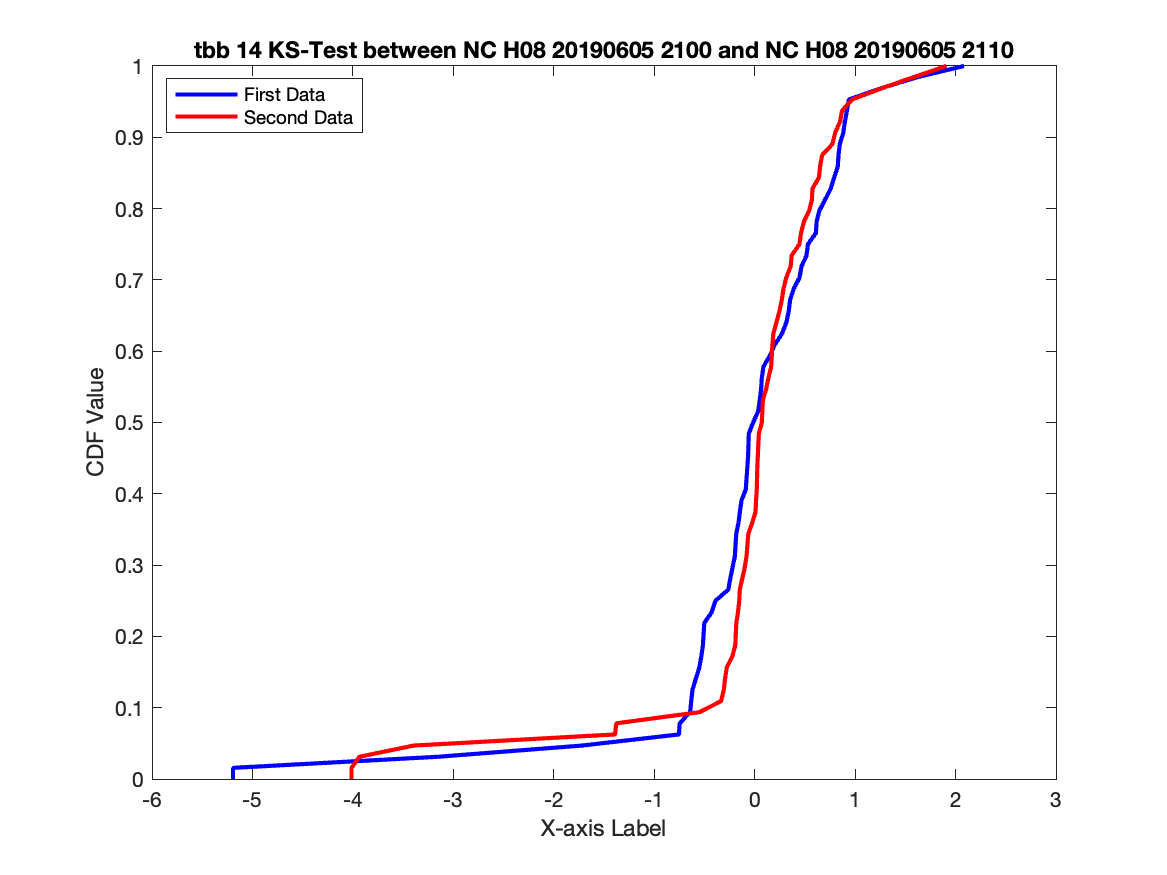 tbb 14 KS-Test between NC H08 20190605 2100 and NC H08 20190605 2110
First Data
Second Data
1
0.9
0.8
0.7
0.6
0.5
0.4
0.3
0.2
0.1
0
CDF Value
-6 -5 -4 -3 -2 -1 0 1 2 3
X-axis Label